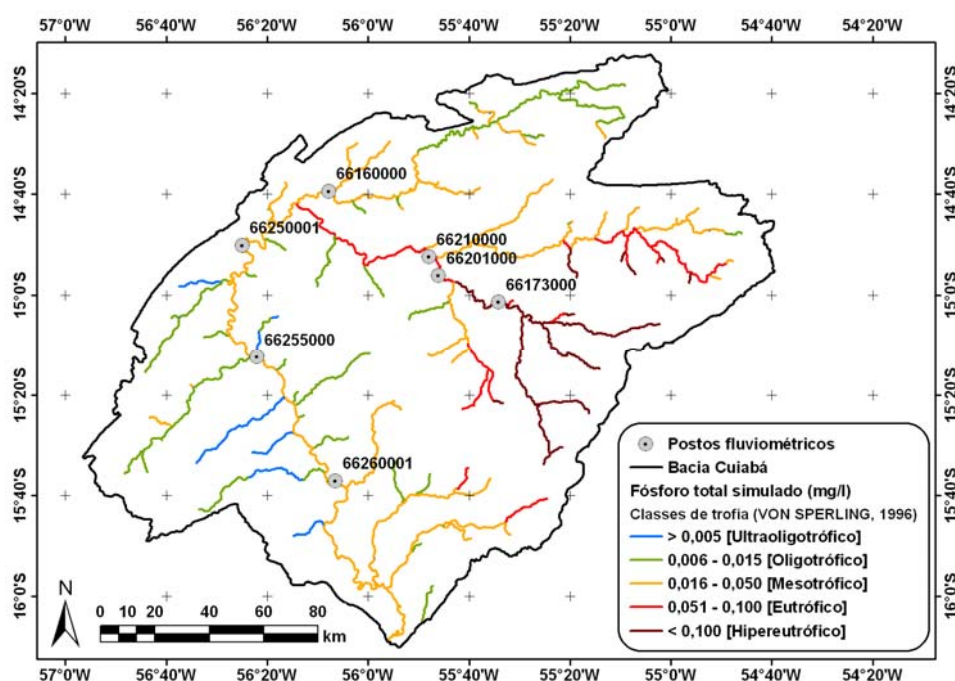 57°0'O 56°40'O 56°20'O 56°0'O 55°40'O 55°20'O 55°0'O 54°40'O 54°20'O
14°20'S 14°20'S
14°40'S 14°40'S
15°0'S 15°0'S
15°20'S 15°20'S
15°40'S 15°40'S
16°0'S 16°0'S
66160000
66250001
66210000
66201000
66173000
66255000
66260001
Postos fluviométricos
Bacia Cuiabá
Fósforo total simulado (mg/l)
Classes de trofia (VON SPERLING, 1996)
> 0,005 [Ultraoligotrófico]
0,006 - 0,015 [Oligotrófico]
0,016 - 0,050 [Mesotrófico]
0,051 - 0,100 [Eutrófico]
< 0,100 [Hipereutrófico]
N
0 10 20 40 60 80
km
57°0'O 56°40'O 56°20'O 56°0'O 55°40'O 55°20'O 55°0'O 54°40'O 54°20'O